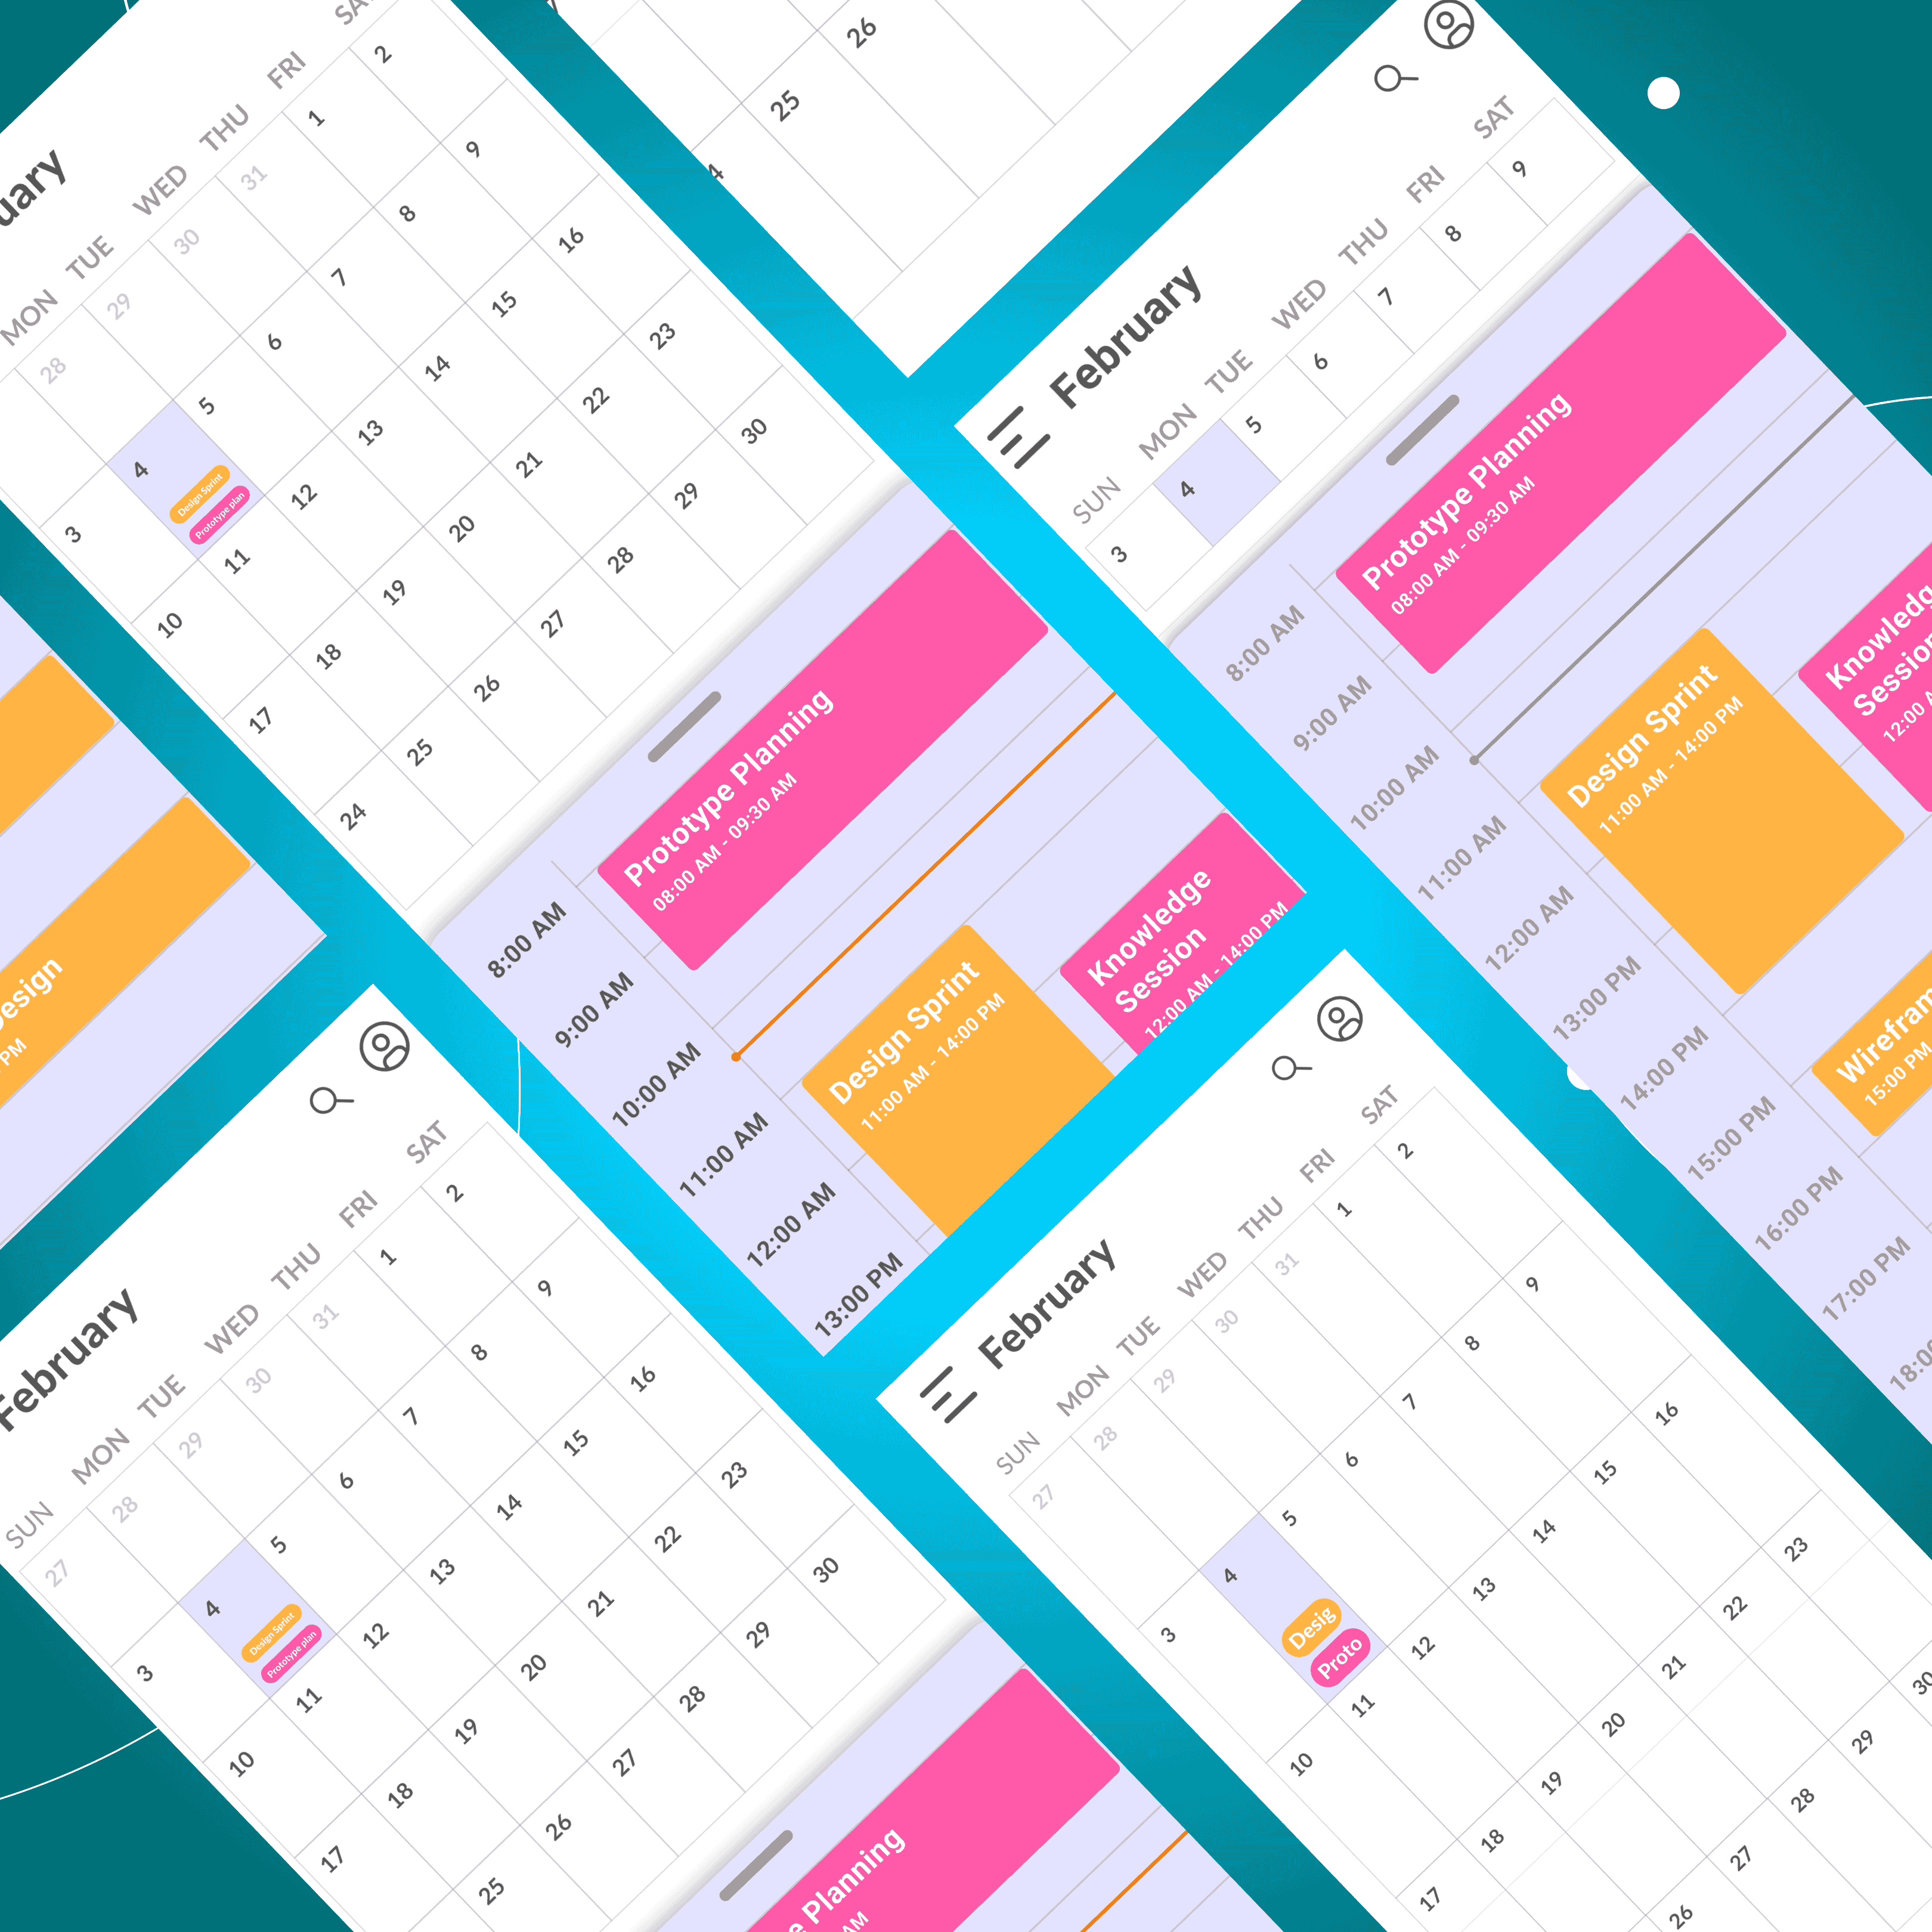 uary
MON TUE WED THU FRI SAT
28 29 30 31 1 2
3 4 5 6 7 8 9
Design Sprint
Prototype plan
10 11 12 13 14 15 16
17 18 19 20 21 22 23
24 25 26 27 28 29 30
Prototype Planning
08:00 AM - 09:30 AM
8:00 AM
9:00 AM
10:00 AM
Design Sprint
11:00 AM - 14:00 PM
11:00 AM
Knowledge
Session
12:00 AM - 14:00 PM
12:00 AM
13:00 PM
25 26
February
SUN MON TUE WED THU FRI SAT
3 4 5 6 7 8 9
Prototype Planning
08:00 AM - 09:30 AM
8:00 AM
9:00 AM
10:00 AM
Design Sprint
11:00 AM - 14:00 PM
11:00 AM
Knowledg
Session
12:00 A
12:00 AM
13:00 PM
14:00 PM
Wirefram
15:00 PM
15:00 PM
16:00 PM
17:00 PM
18:00
esign
PM
February
SUN MON TUE WED THU FRI SAT
27 28 29 30 31 1 2
3 4 5 6 7 8 9
Design Sprint
Prototype plan
10 11 12 13 14 15 16
17 18 19 20 21 22 23
25 26 27 28 29 30
e Planning
AM
February
SUN MON TUE WED THU FRI SAT
27 28 29 30 31 1 2
3 4 5 6 7 8 9
Desig
Proto
10 11 12 13 14 15 16
17 18 19 20 21 22 23
26 27 28 29 30